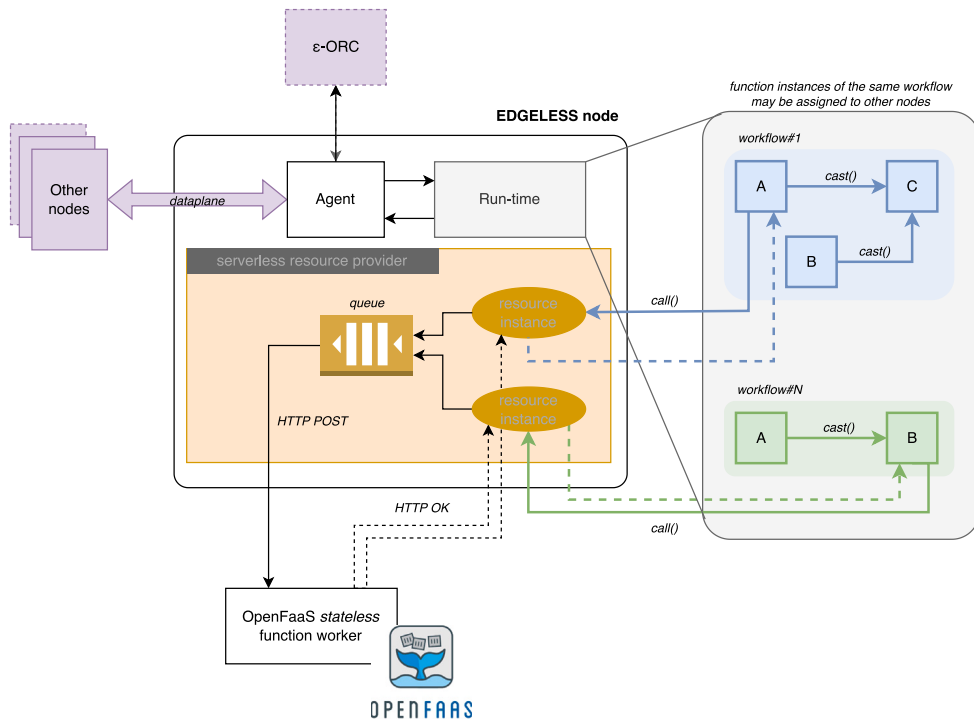 ε-ORC
function instances of the same workflow
may be assigned to other nodes
EDGELESS node
workflow#1
Other
nodes
dataplane
Agent
Run-time
A
cast()
C
B
cast()
serverless resource provider
queue
resource
instance
call()
resource
instance
HTTP POST
workflow#N
A
cast()
B
HTTP OK
call()
OpenFaaS stateless
function worker
OPENFAAS